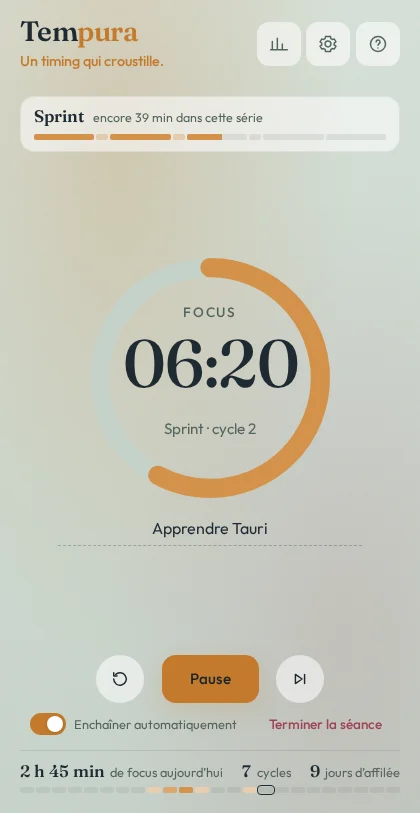 Tempura
Un timing qui croustille.
Sprint encore 39 min dans cette série
FOCUS
06:20
Sprint · cycle 2
Apprendre Tauri
Pause
Enchaîner automatiquement Terminer la séance
2 h 45 min de focus aujourd'hui 7 cycles 9 jours d'affilée